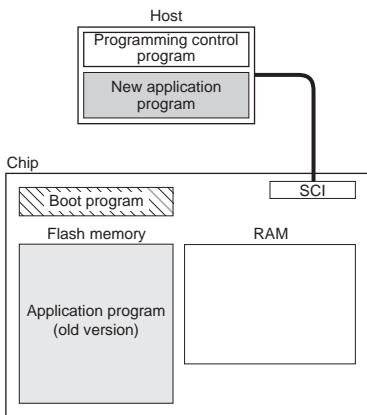 Host
Programming control
program
New application
program
Chip
SCI
Boot program
Flash memory
RAM
Application program
(old version)